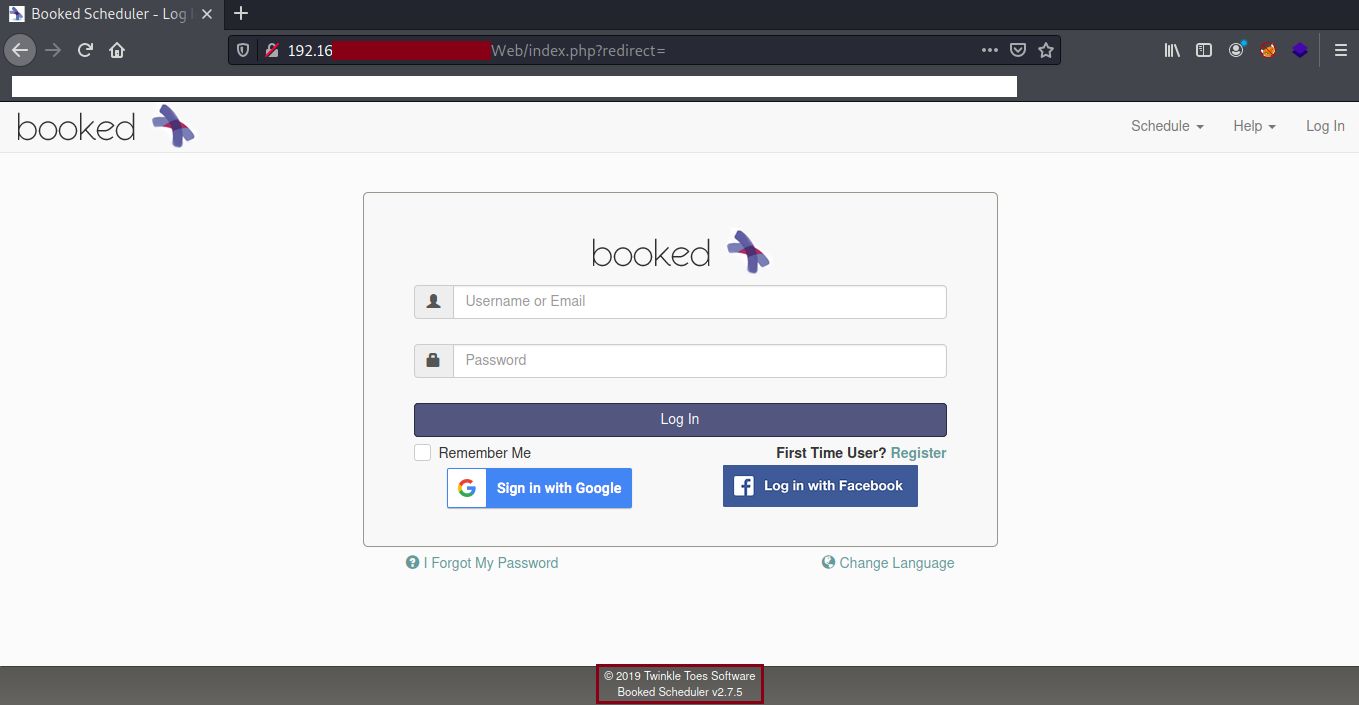 Booked Scheduler - Log
192.16 Web/index.php?redirect=
booked
Schedule Help Log In
booked
Username or Email
Password
Log In
Remember Me First Time User? Register
Sign in with Google Log in with Facebook
I Forgot My Password Change Language
© 2019 Twinkle Toes Software
Booked Scheduler v2.7.5